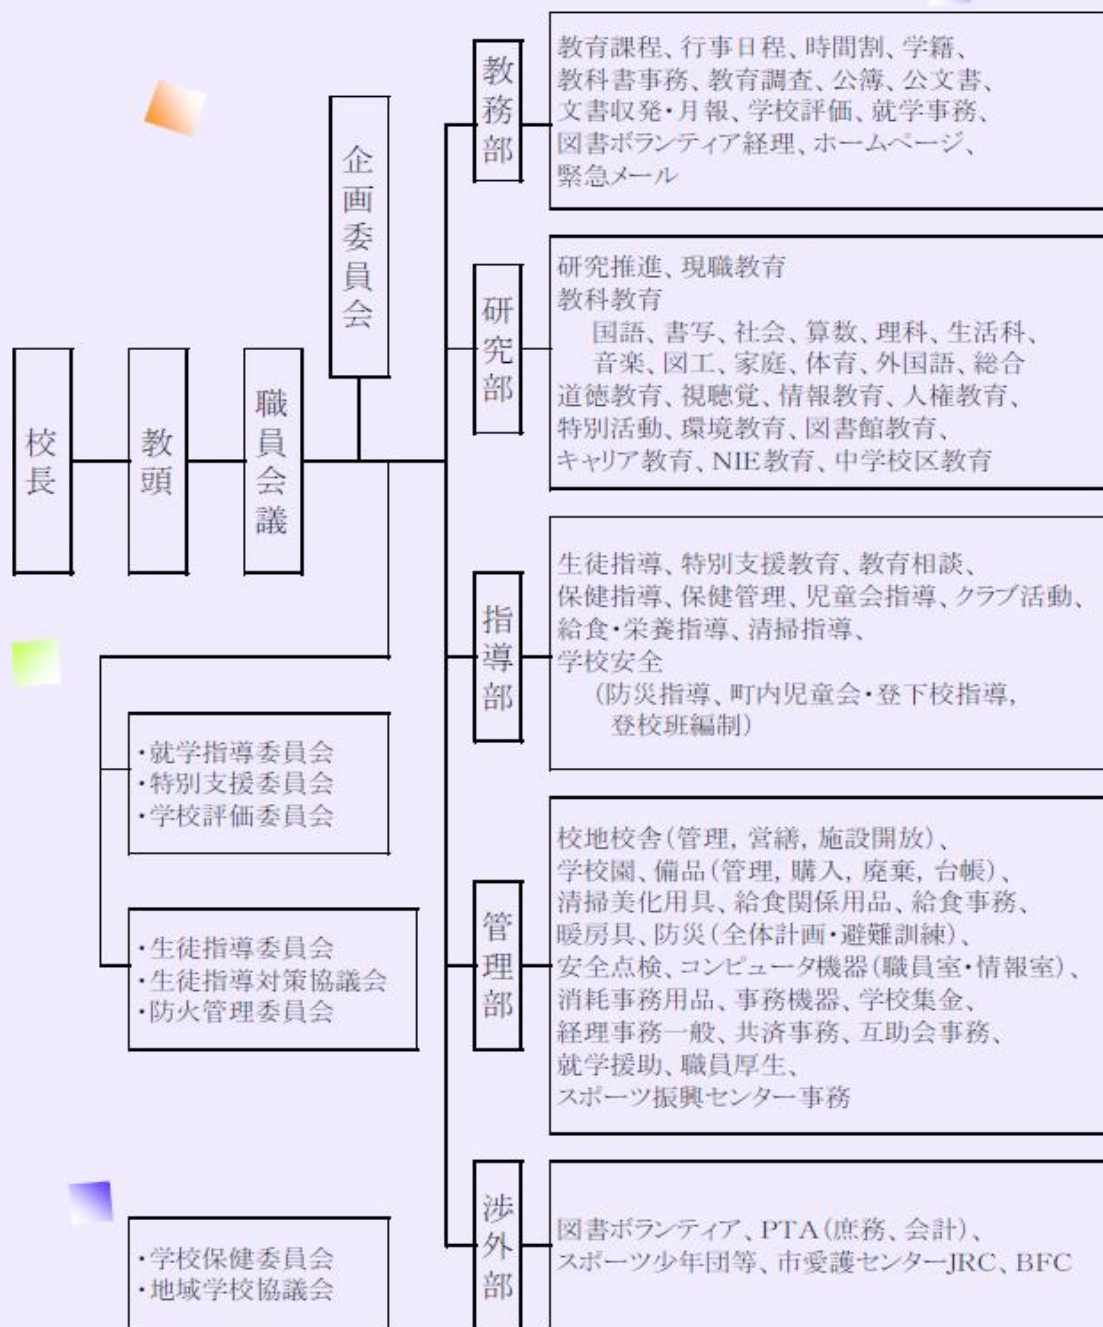 校長
教頭
職員会議
企画委員会
教務部
教育課程、行事日程、時間割、学籍、
教科書事務、教育調査、公簿、公文書、
文書収発・月報、学校評価、就学事務、
図書ボランティア経理、ホームページ、
緊急メール
研究部
研究推進、現職教育
教科教育
国語、書写、社会、算数、理科、生活科、
音楽、図工、家庭、体育、外国語、総合
道徳教育、視聴覚、情報教育、人権教育、
特別活動、環境教育、図書館教育、
キャリア教育、NIE教育、中学校区教育
指導部
生徒指導、特別支援教育、教育相談、
保健指導、保健管理、児童会指導、クラブ活動、
給食・栄養指導、清掃指導、
学校安全
(防災指導、町内児童会・登下校指導,
登校班編制)
管理部
校地校舎(管理, 営繕, 施設開放)、
学校園、備品(管理, 購入, 廃棄, 台帳)、
清掃美化用具、給食関係用品、給食事務、
暖房具、防災(全体計画・避難訓練)、
安全点検、コンピュータ機器(職員室・情報室)、
消耗事務用品、事務機器、学校集金、
経理事務一般、共済事務、互助会事務、
就学援助、職員厚生、
スポーツ振興センター事務
渉外部
図書ボランティア、PTA(庶務、会計)、
スポーツ少年団等、市愛護センターJRC、BFC
・就学指導委員会
・特別支援委員会
・学校評価委員会
・生徒指導委員会
・生徒指導対策協議会
・防火管理委員会
・学校保健委員会
・地域学校協議会